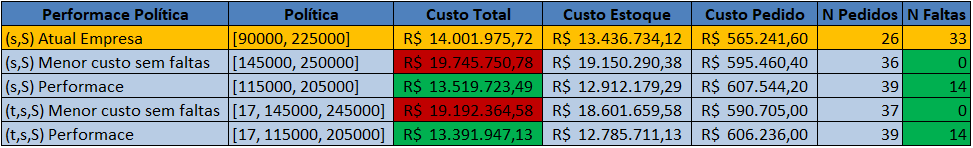 Performace Política Política Custo Total Custo Estoque Custo Pedido N Pedidos N Faltas
(s,S) Atual Empresa [90000, 225000] R$ 14.001.975,72 R$ 13.436.734,12 R$ 565.241,60 26 33
(s,S) Menor custo sem faltas [145000, 250000] R$ 19.745.750,78 R$ 19.150.290,38 R$ 595.460,40 36 0
(s,S) Performace [115000, 205000] R$ 13.519.723,49 R$ 12.912.179,29 R$ 607.544,20 39 14
(t,s,S) Menor custo sem faltas [17, 145000, 245000] R$ 19.192.364,58 R$ 18.601.659,58 R$ 590.705,00 37 0
(t,s,S) Performace [17, 115000, 205000] R$ 13.391.947,13 R$ 12.785.711,13 R$ 606.236,00 39 14